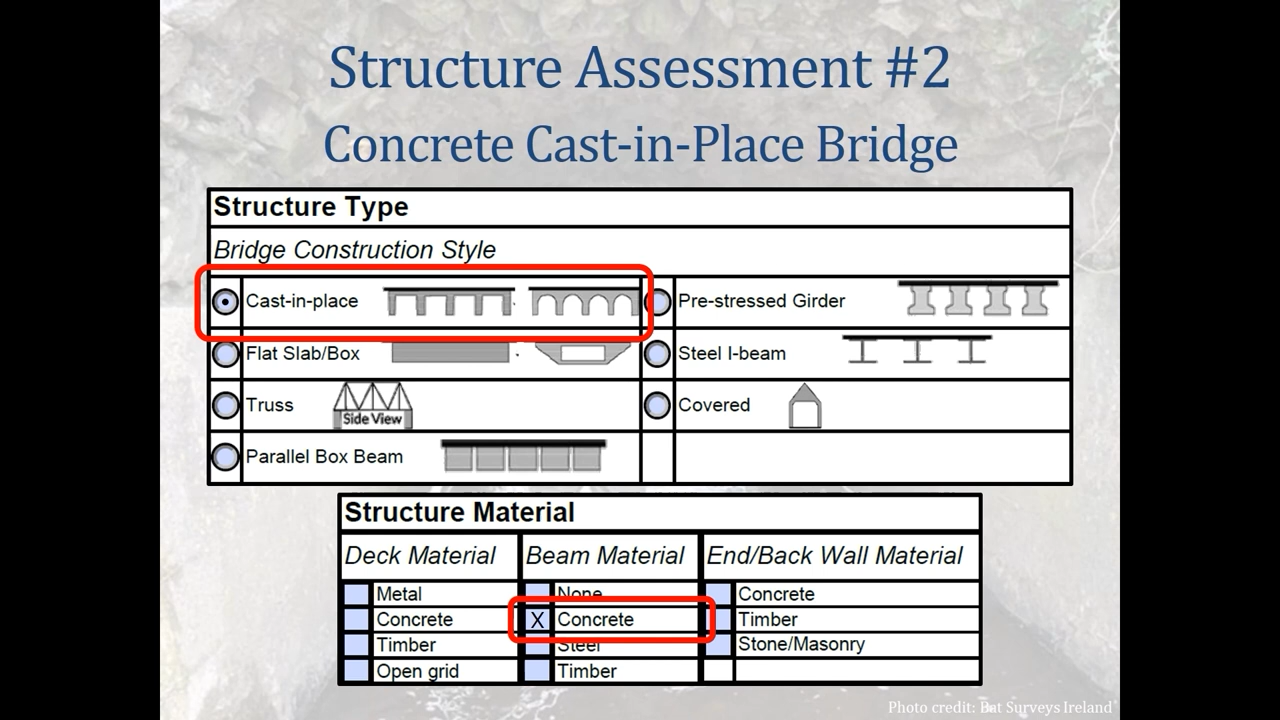 Structure Assessment #2
Concrete Cast-in-Place Bridge
Structure Type
Bridge Construction Style
Cast-in-place
Pre-stressed Girder
Flat Slab/Box
Steel I-beam
Truss
Side View
Covered
Parallel Box Beam
Structure Material
Deck Material
Beam Material
End/Back Wall Material
Metal
None
Concrete
Concrete
X Concrete
Timber
Timber
Steel
Stone/Masonry
Open grid
Timber
Photo credit: Bat Surveys Ireland